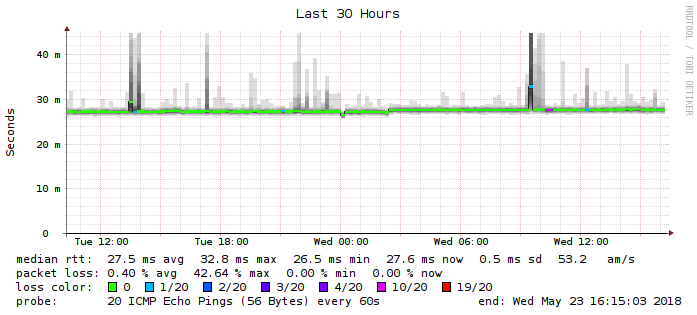 Last 30 Hours
RRDTOOL / TOBI OETIKER
Seconds
40 m
30 m
20 m
10 m
0
Tue 12:00 Tue 18:00 Wed 00:00 Wed 06:00 Wed 12:00
median rtt: 27.5 ms avg 32.8 ms max 26.5 ms min 27.6 ms now 0.5 ms sd 53.2 am/s
packet loss: 0.40 % avg 42.64 % max 0.00 % min 0.00 % now
loss color: 0 1/20 2/20 3/20 4/20 10/20 19/20
probe: 20 ICMP Echo Pings (56 Bytes) every 60s end: Wed May 23 16:15:03 2018